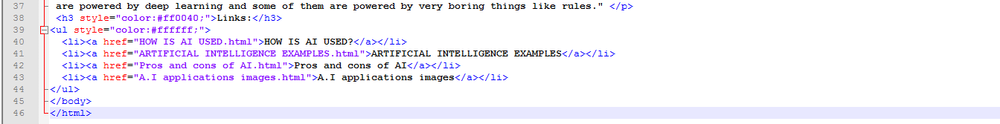 37 are powered by deep learning and some of them are powered by very boring things like rules." </p>
38 <h3 style="color:#ff0040;">Links:</h3>
39 <ul style="color:#ffffff;">
40 <li><a href="HOW IS AI USED.html">HOW IS AI USED?</a></li>
41 <li><a href="ARTIFICIAL INTELLIGENCE EXAMPLES.html">ARTIFICIAL INTELLIGENCE EXAMPLES</a></li>
42 <li><a href="Pros and cons of AI.html">Pros and cons of AI</a></li>
43 <li><a href="A.I applications images.html">A.I applications images</a></li>
44 </ul>
45 </body>
46 </html>